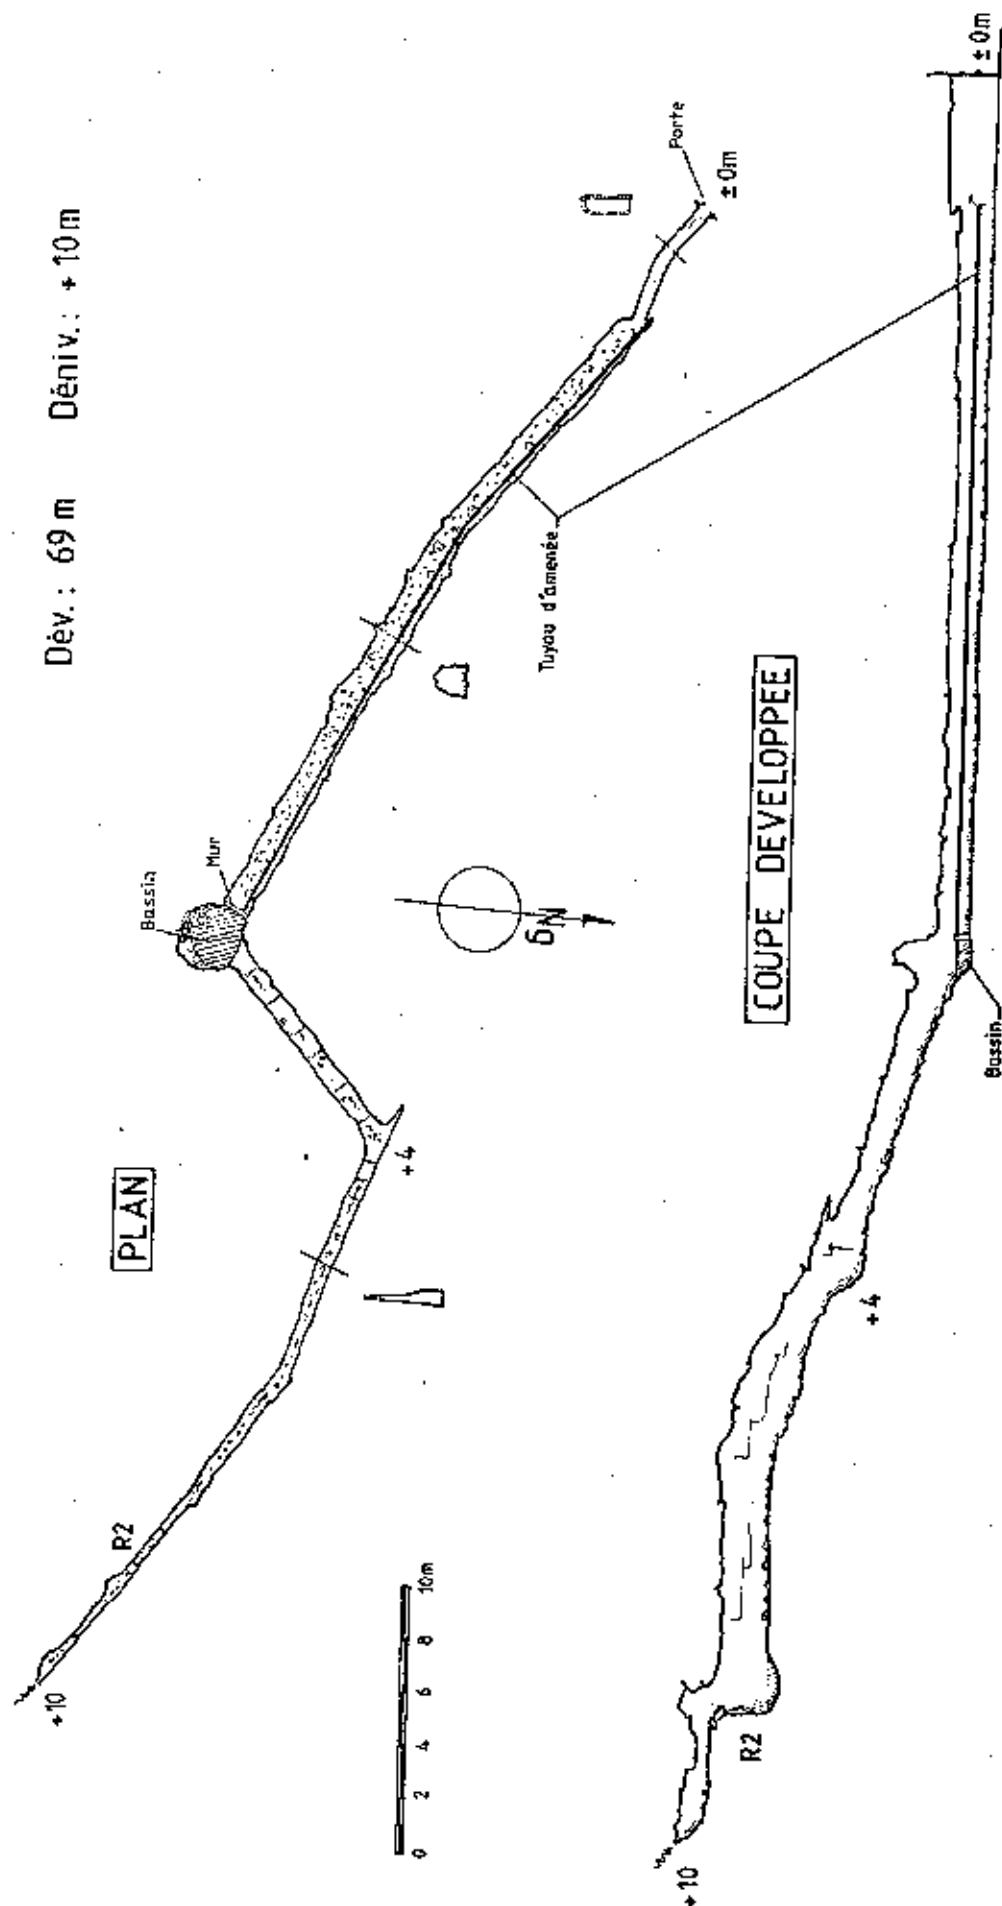 Dév.: 69 m Déniv.: + 10 m
PLAN
Bassin
Mur
Porte
± 0m
Tuyau d'amenée
+4
R2
+10
Ng
0 2 4 6 8 10m
COUPE DEVELOPPEE
± 0m
Bassin
+4
R2
+10